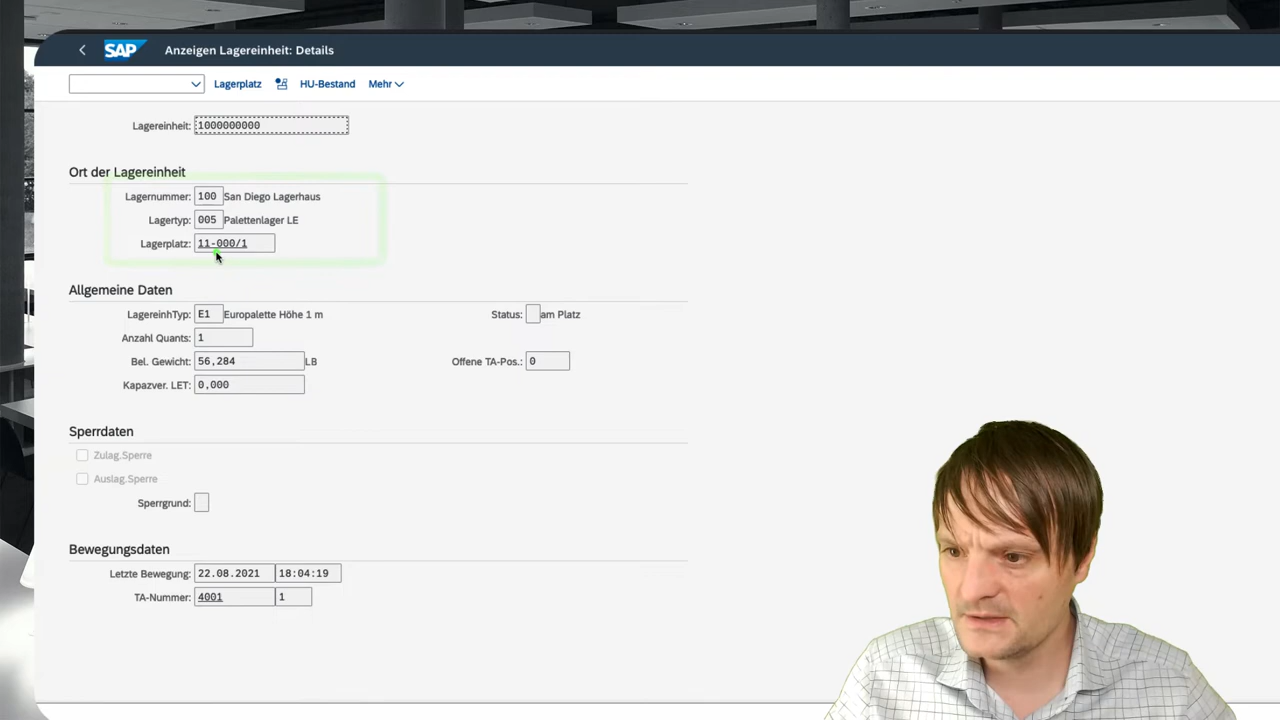 SAP Anzeigen Lagereinheit: Details
Lagerplatz HU-Bestand Mehr
Lagereinheit: 1000000000
Ort der Lagereinheit
Lagernummer: 100 San Diego Lagerhaus
Lagertyp: 005 Palettenlager LE
Lagerplatz: 11-000/1
Allgemeine Daten
LagereinhTyp: E1 Europalette Höhe 1 m Status: am Platz
Anzahl Quants: 1
Bel. Gewicht: 56,284 LB Offene TA-Pos.: 0
Kapazver. LET: 0,000
Sperrdaten
Zulag.Sperre
Auslag.Sperre
Sperrgrund:
Bewegungsdaten
Letzte Bewegung: 22.08.2021 18:04:19
TA-Nummer: 4001 1